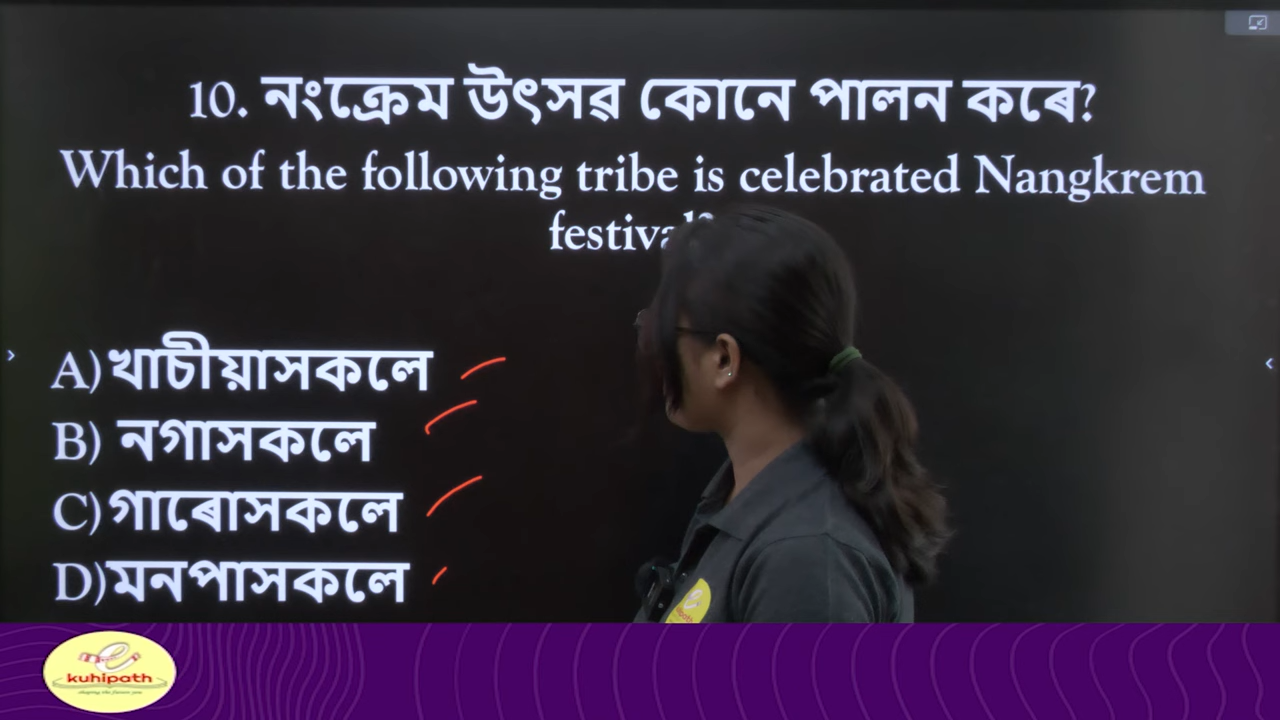 10. নংক্ৰেম উৎসৱ কোনে পালন কৰে?
Which of the following tribe is celebrated Nangkrem
festival?
A) খাচীয়াসকলে
B) নগাসকলে
C) গাৰোসকলে
D) মনপাসকলে
kuhipath